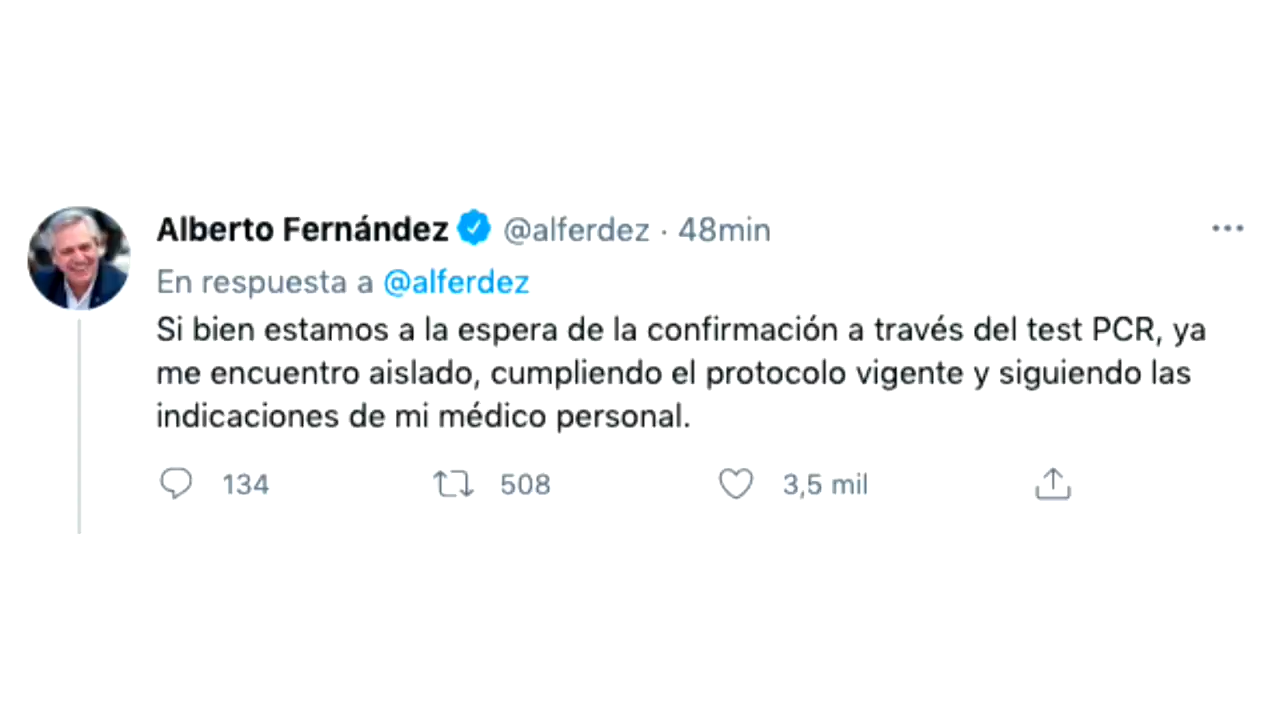 Alberto Fernández @alferdez · 48min
En respuesta a @alferdez
Si bien estamos a la espera de la confirmación a través del test PCR, ya
me encuentro aislado, cumpliendo el protocolo vigente y siguiendo las
indicaciones de mi médico personal.
134 508 3,5 mil